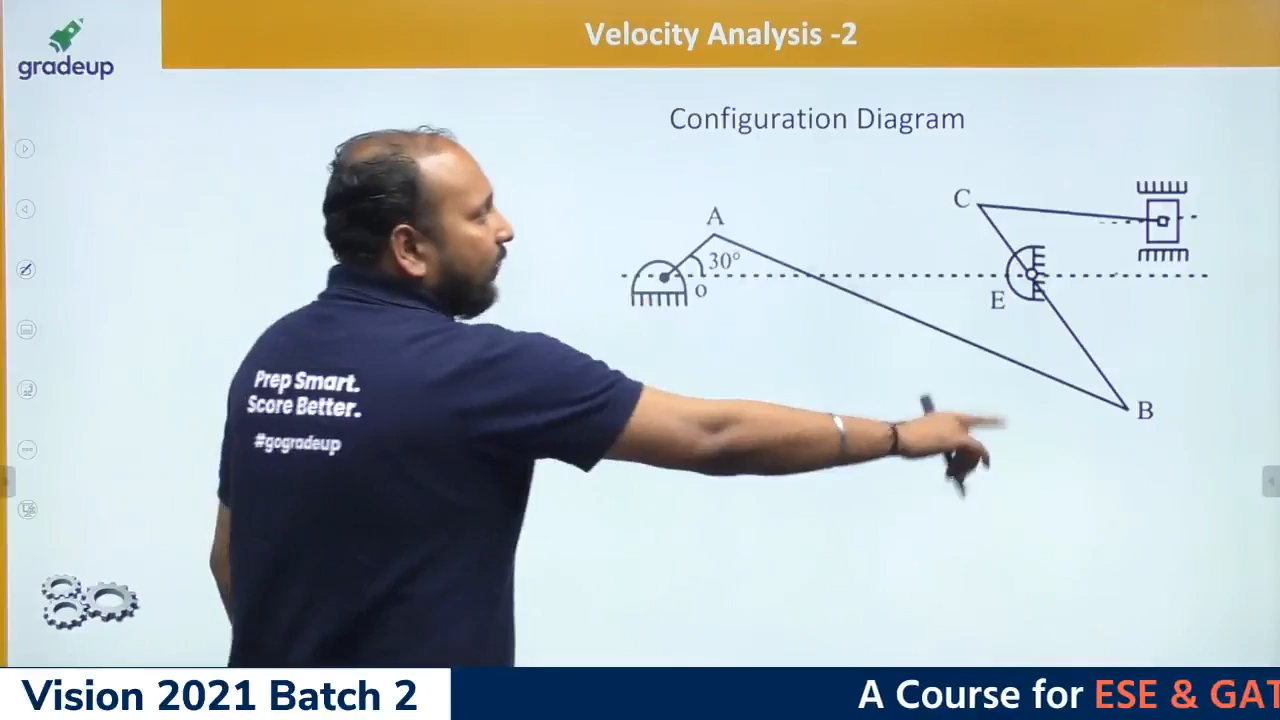 gradeup
Velocity Analysis -2
Configuration Diagram
A
30°
o
C
E
B
Prep Smart.
Score Better.
#gogradeup
Vision 2021 Batch 2
A Course for ESE & GAT